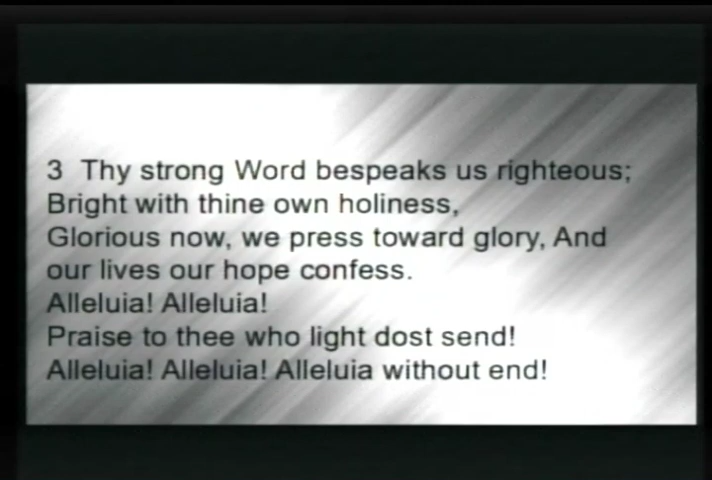 3 Thy strong Word bespeaks us righteous;
Bright with thine own holiness,
Glorious now, we press toward glory, And
our lives our hope confess.
Alleluia! Alleluia!
Praise to thee who light dost send!
Alleluia! Alleluia! Alleluia without end!